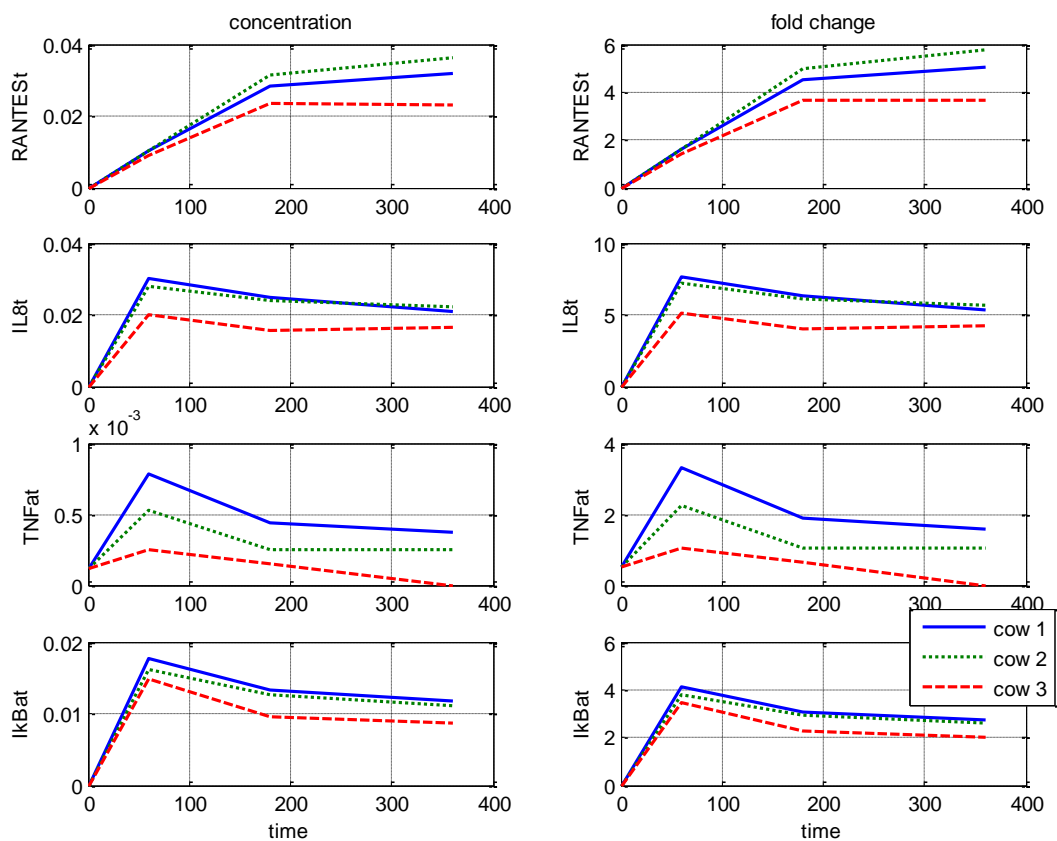 concentration
fold change
0.04
0.02
0
RANTESt
0 100 200 300 400
6
4
2
0
RANTESt
0 100 200 300 400
0.04
0.02
0
IL8t
0 100 200 300 400
10
5
0
IL8t
0 100 200 300 400
x 10^-3
1
0.5
0
TNFat
0 100 200 300 400
4
2
0
TNFat
0 100 200 300 400
0.02
0.01
0
IkBat
0 100 200 300 400
time
6
4
2
0
IkBat
0 100 200 300 400
time
cow 1
cow 2
cow 3